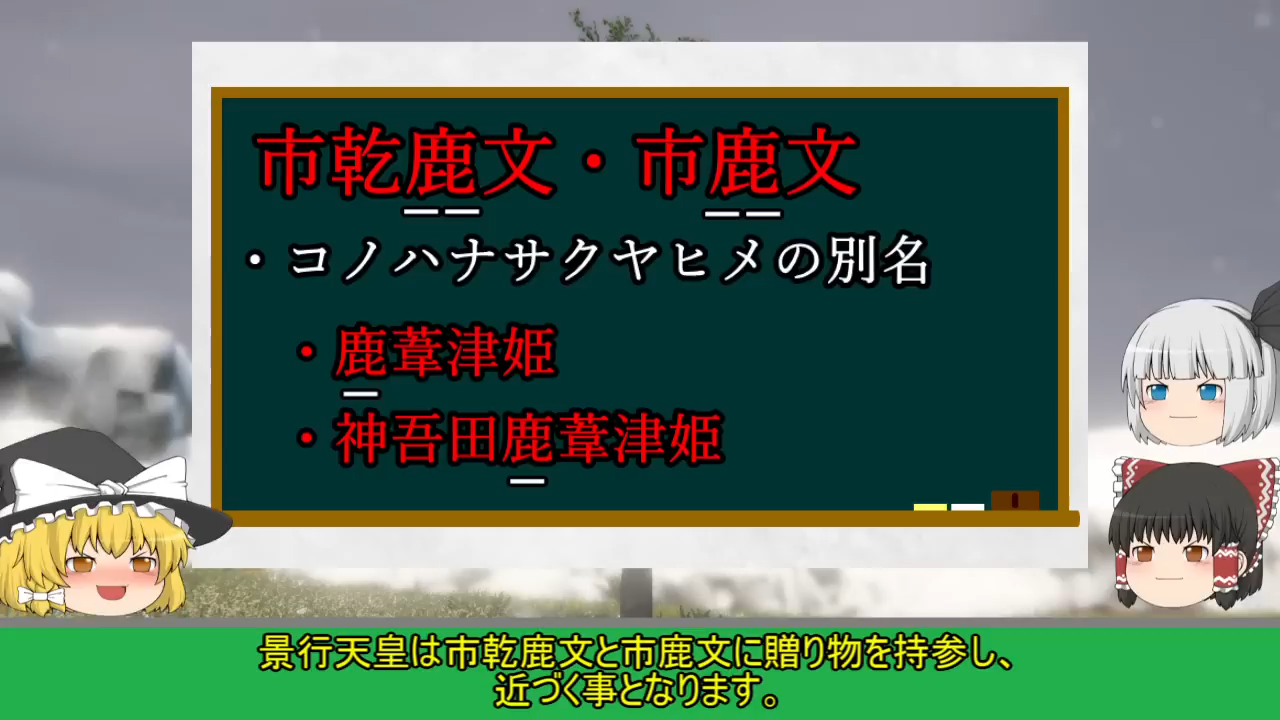 市乾鹿文・市鹿文
・コノハナサクヤヒメの別名
・鹿葦津姫
・神吾田鹿葦津姫
景行天皇は市乾鹿文と市鹿文に贈り物を持参し、
近づく事となります。